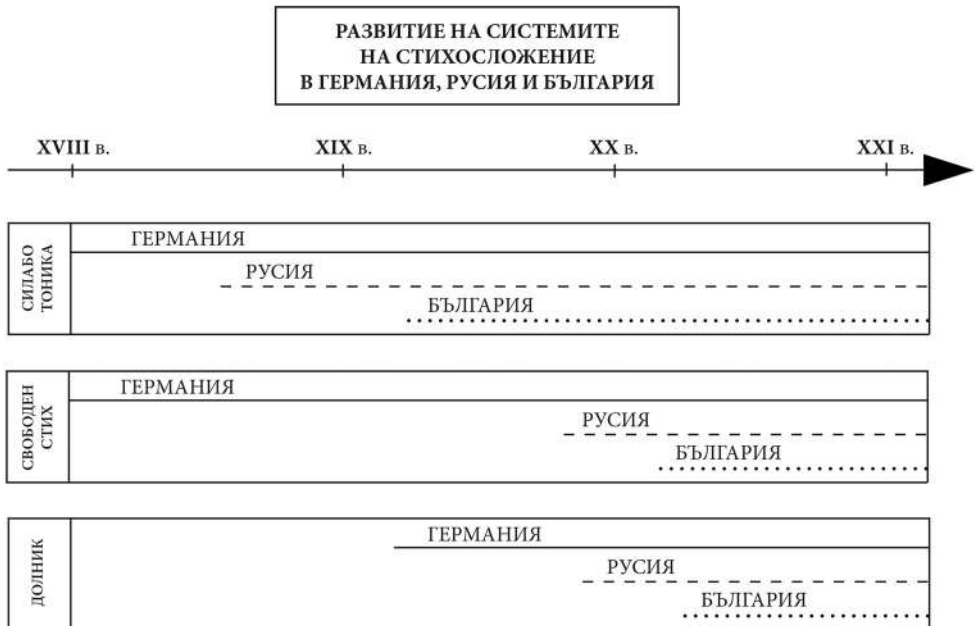 РАЗВИТИЕ НА СИСТЕМИТЕ
НА СТИХОСЛОЖЕНИЕ
В ГЕРМАНИЯ, РУСИЯ И БЪЛГАРИЯ
XVIII в. XIX в. XX в. XXI в.
СИЛАБО
ТОНИКА
ГЕРМАНИЯ
РУСИЯ
БЪЛГАРИЯ
СВОБОДЕН
СТИХ
ГЕРМАНИЯ
РУСИЯ
БЪЛГАРИЯ
ДОЛНИК
ГЕРМАНИЯ
РУСИЯ
БЪЛГАРИЯ